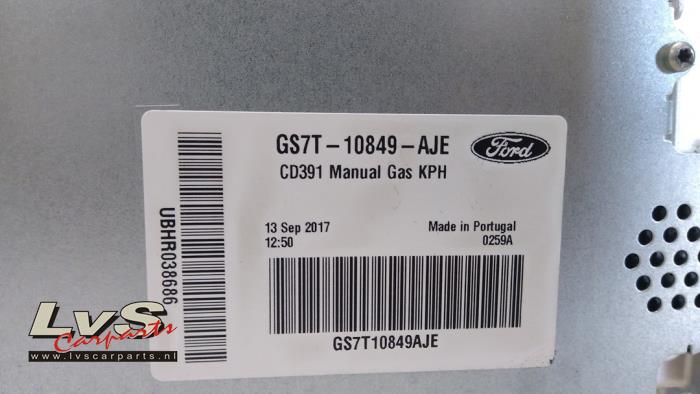 GS7T-10849-AJE
Ford
CD391 Manual Gas KPH
13 Sep 2017
Made in Portugal
12:50
0259A
UBHR038686
GS7T10849AJE
LvS
Carparts
www.lvscarparts.nl